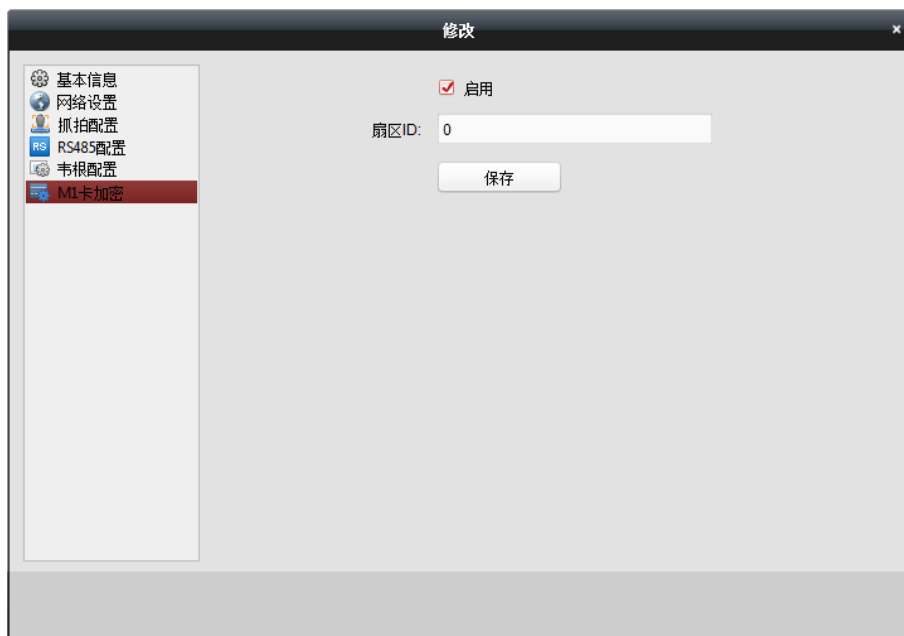 修改
基本信息
网络设置
抓拍配置
RS RS485配置
韦根配置
M1卡加密
启用
扇区ID: 0
保存